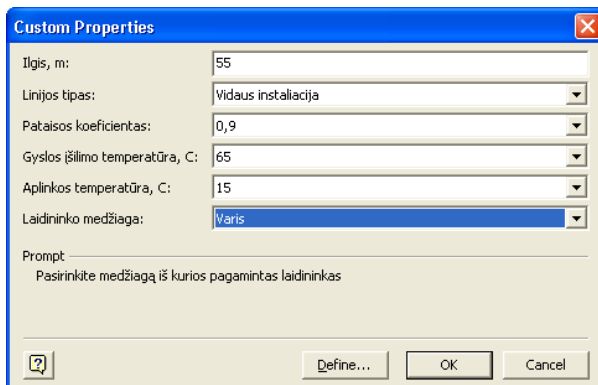 Custom Properties
Ilgis, m: 55
Linijos tipas: Vidaus instaliacija
Pataisos koeficientas: 0,9
Gyslos įšilimo temperatūra, C: 65
Aplinkos temperatūra, C: 15
Laidininko medžiaga: Varis
Prompt
Pasirinkite medžiagą iš kurios pagamintas laidininkas
Define... OK Cancel